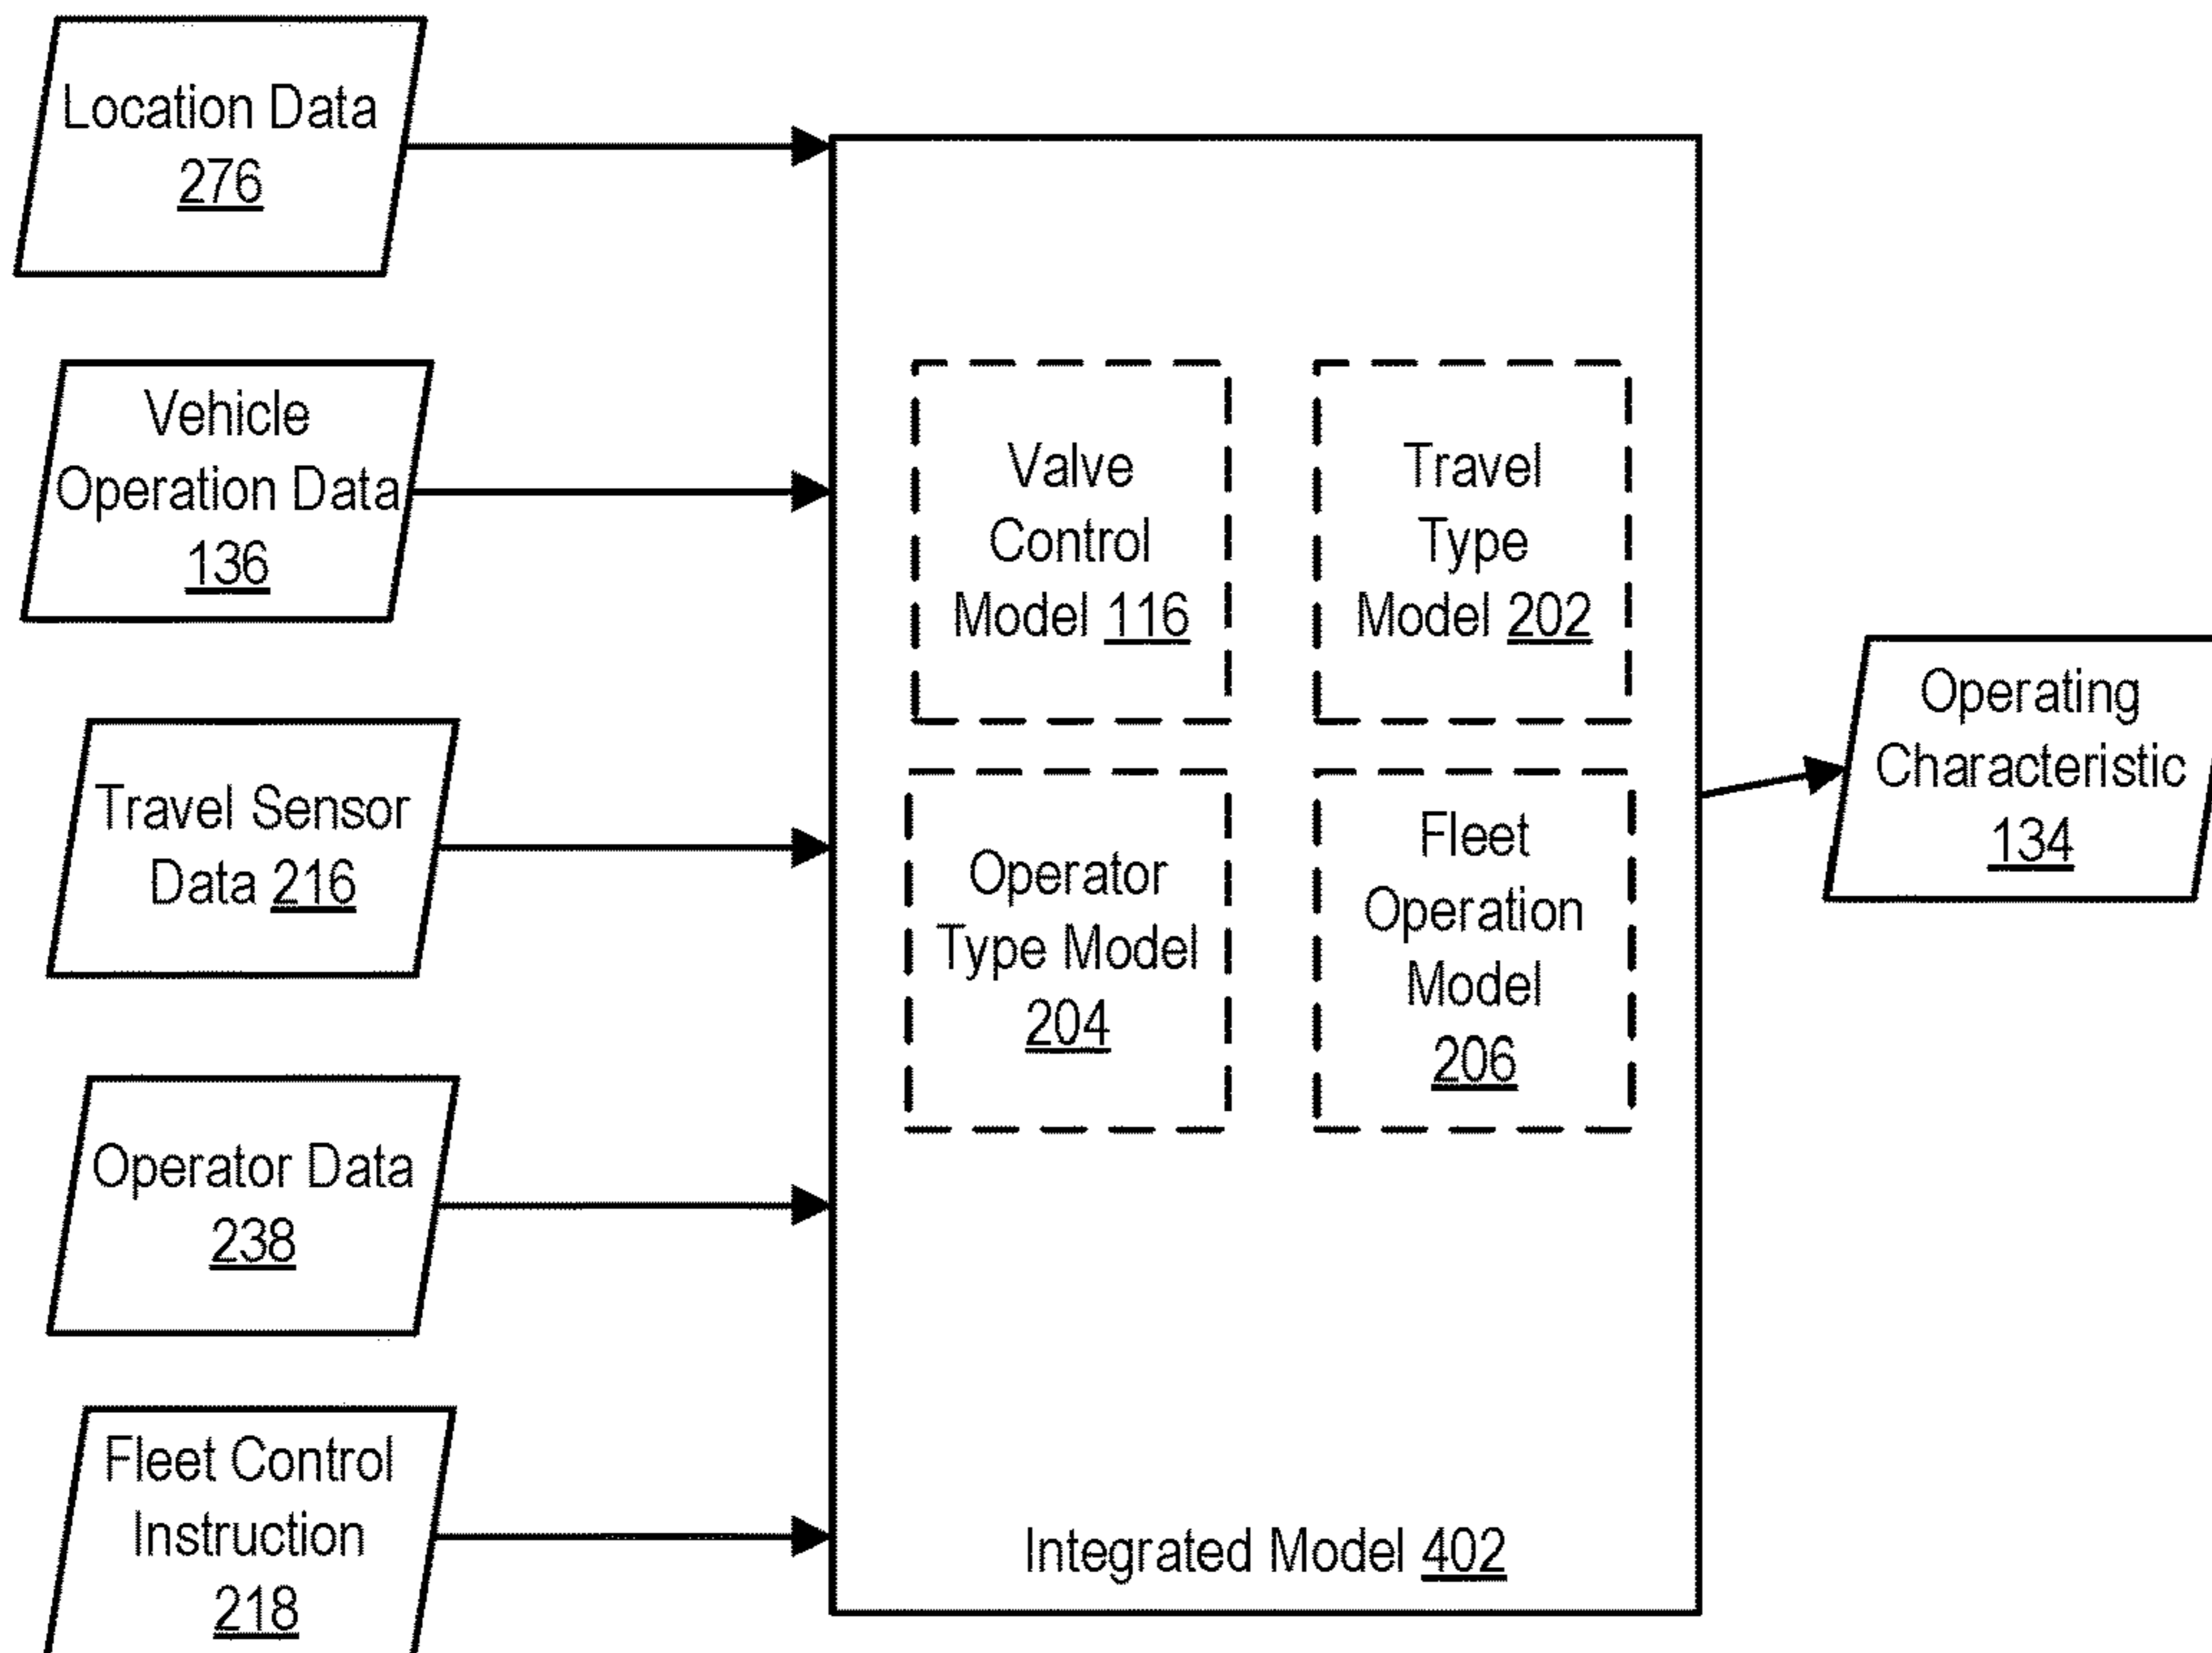 Location Data
276
Vehicle
Operation Data
136
Travel Sensor
Data 216
Operator Data
238
Fleet Control
Instruction
218
Valve
Control
Model 116
Travel
Type
Model 202
Operator
Type Model
204
Fleet
Operation
Model
206
Integrated Model 402
Operating
Characteristic
134